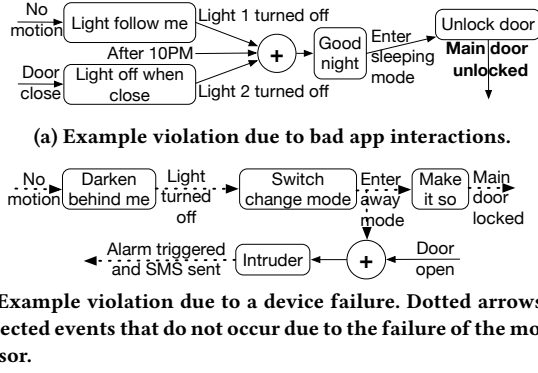 No motion
Light follow me
Light 1 turned off
After 10PM
+
Good night
Enter sleeping mode
Unlock door
Main door unlocked
Door close
Light off when close
Light 2 turned off
(a) Example violation due to bad app interactions.
No motion
Darken behind me
Light turned off
Switch change mode
Enter away mode
Make it so
Main door locked
Alarm triggered and SMS sent
Intruder
+
Door open
Example violation due to a device failure. Dotted arrows
ected events that do not occur due to the failure of the mo
sor.